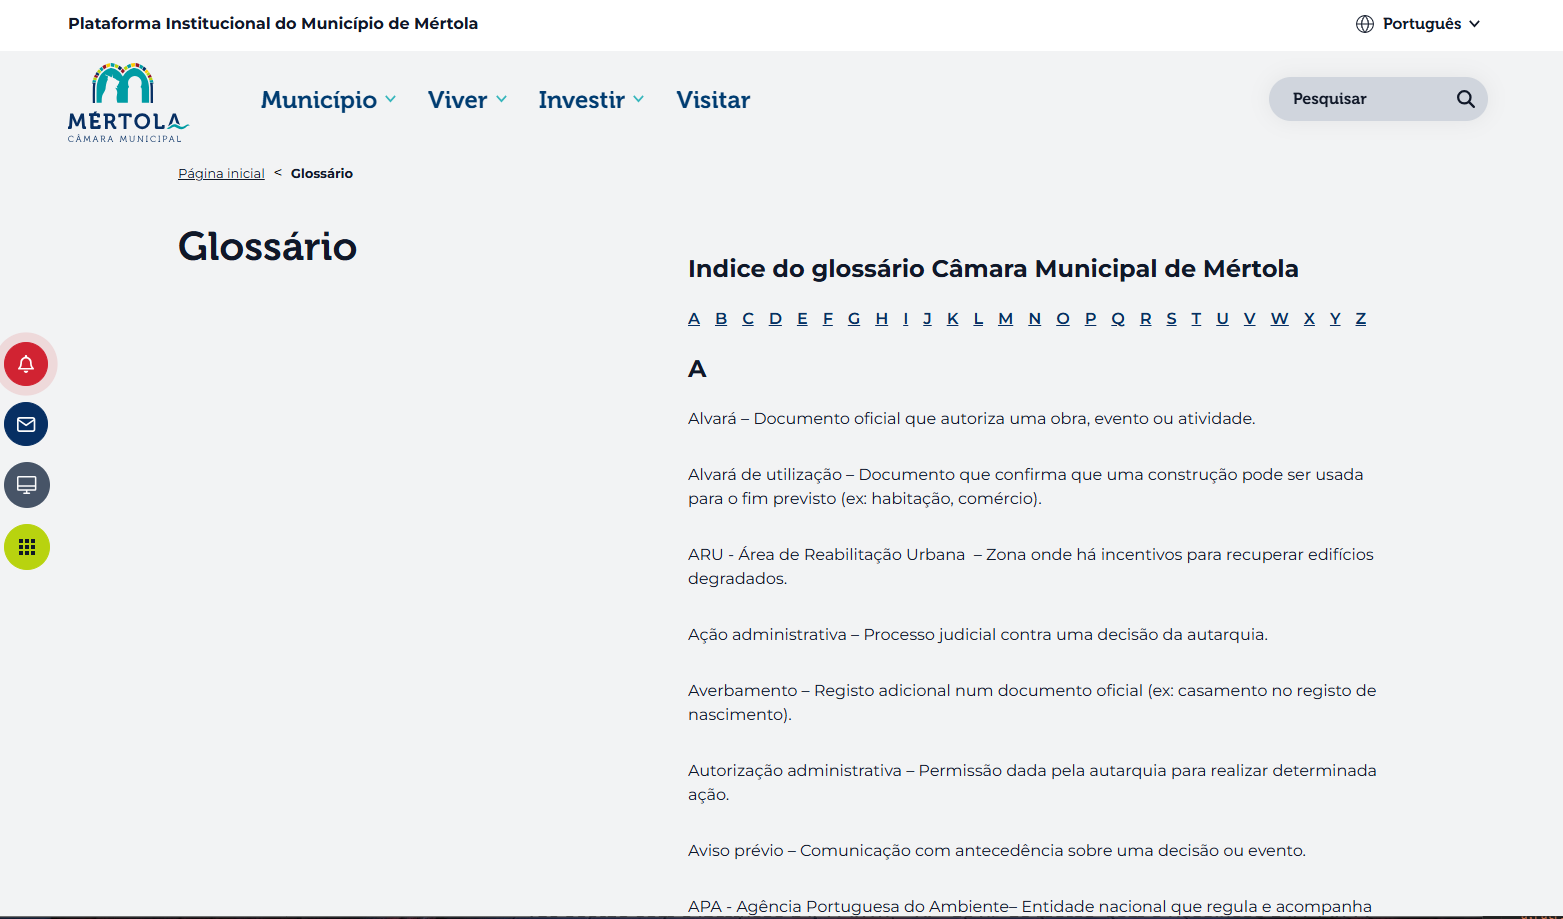 Plataforma Institucional do Município de Mértola
Português
MÉRTOLA
CÂMARA MUNICIPAL
Município
Viver
Investir
Visitar
Pesquisar
Página inicial < Glossário
Glossário
Indice do glossário Câmara Municipal de Mértola
A B C D E F G H I J K L M N O P Q R S T U V W X Y Z
A
Alvará – Documento oficial que autoriza uma obra, evento ou atividade.
Alvará de utilização – Documento que confirma que uma construção pode ser usada
para o fim previsto (ex: habitação, comércio).
ARU - Área de Reabilitação Urbana – Zona onde há incentivos para recuperar edifícios
degradados.
Ação administrativa – Processo judicial contra uma decisão da autarquia.
Averbamento – Registo adicional num documento oficial (ex: casamento no registo de
nascimento).
Autorização administrativa – Permissão dada pela autarquia para realizar determinada
ação.
Aviso prévio – Comunicação com antecedência sobre uma decisão ou evento.
APA - Agência Portuguesa do Ambiente– Entidade nacional que regula e acompanha